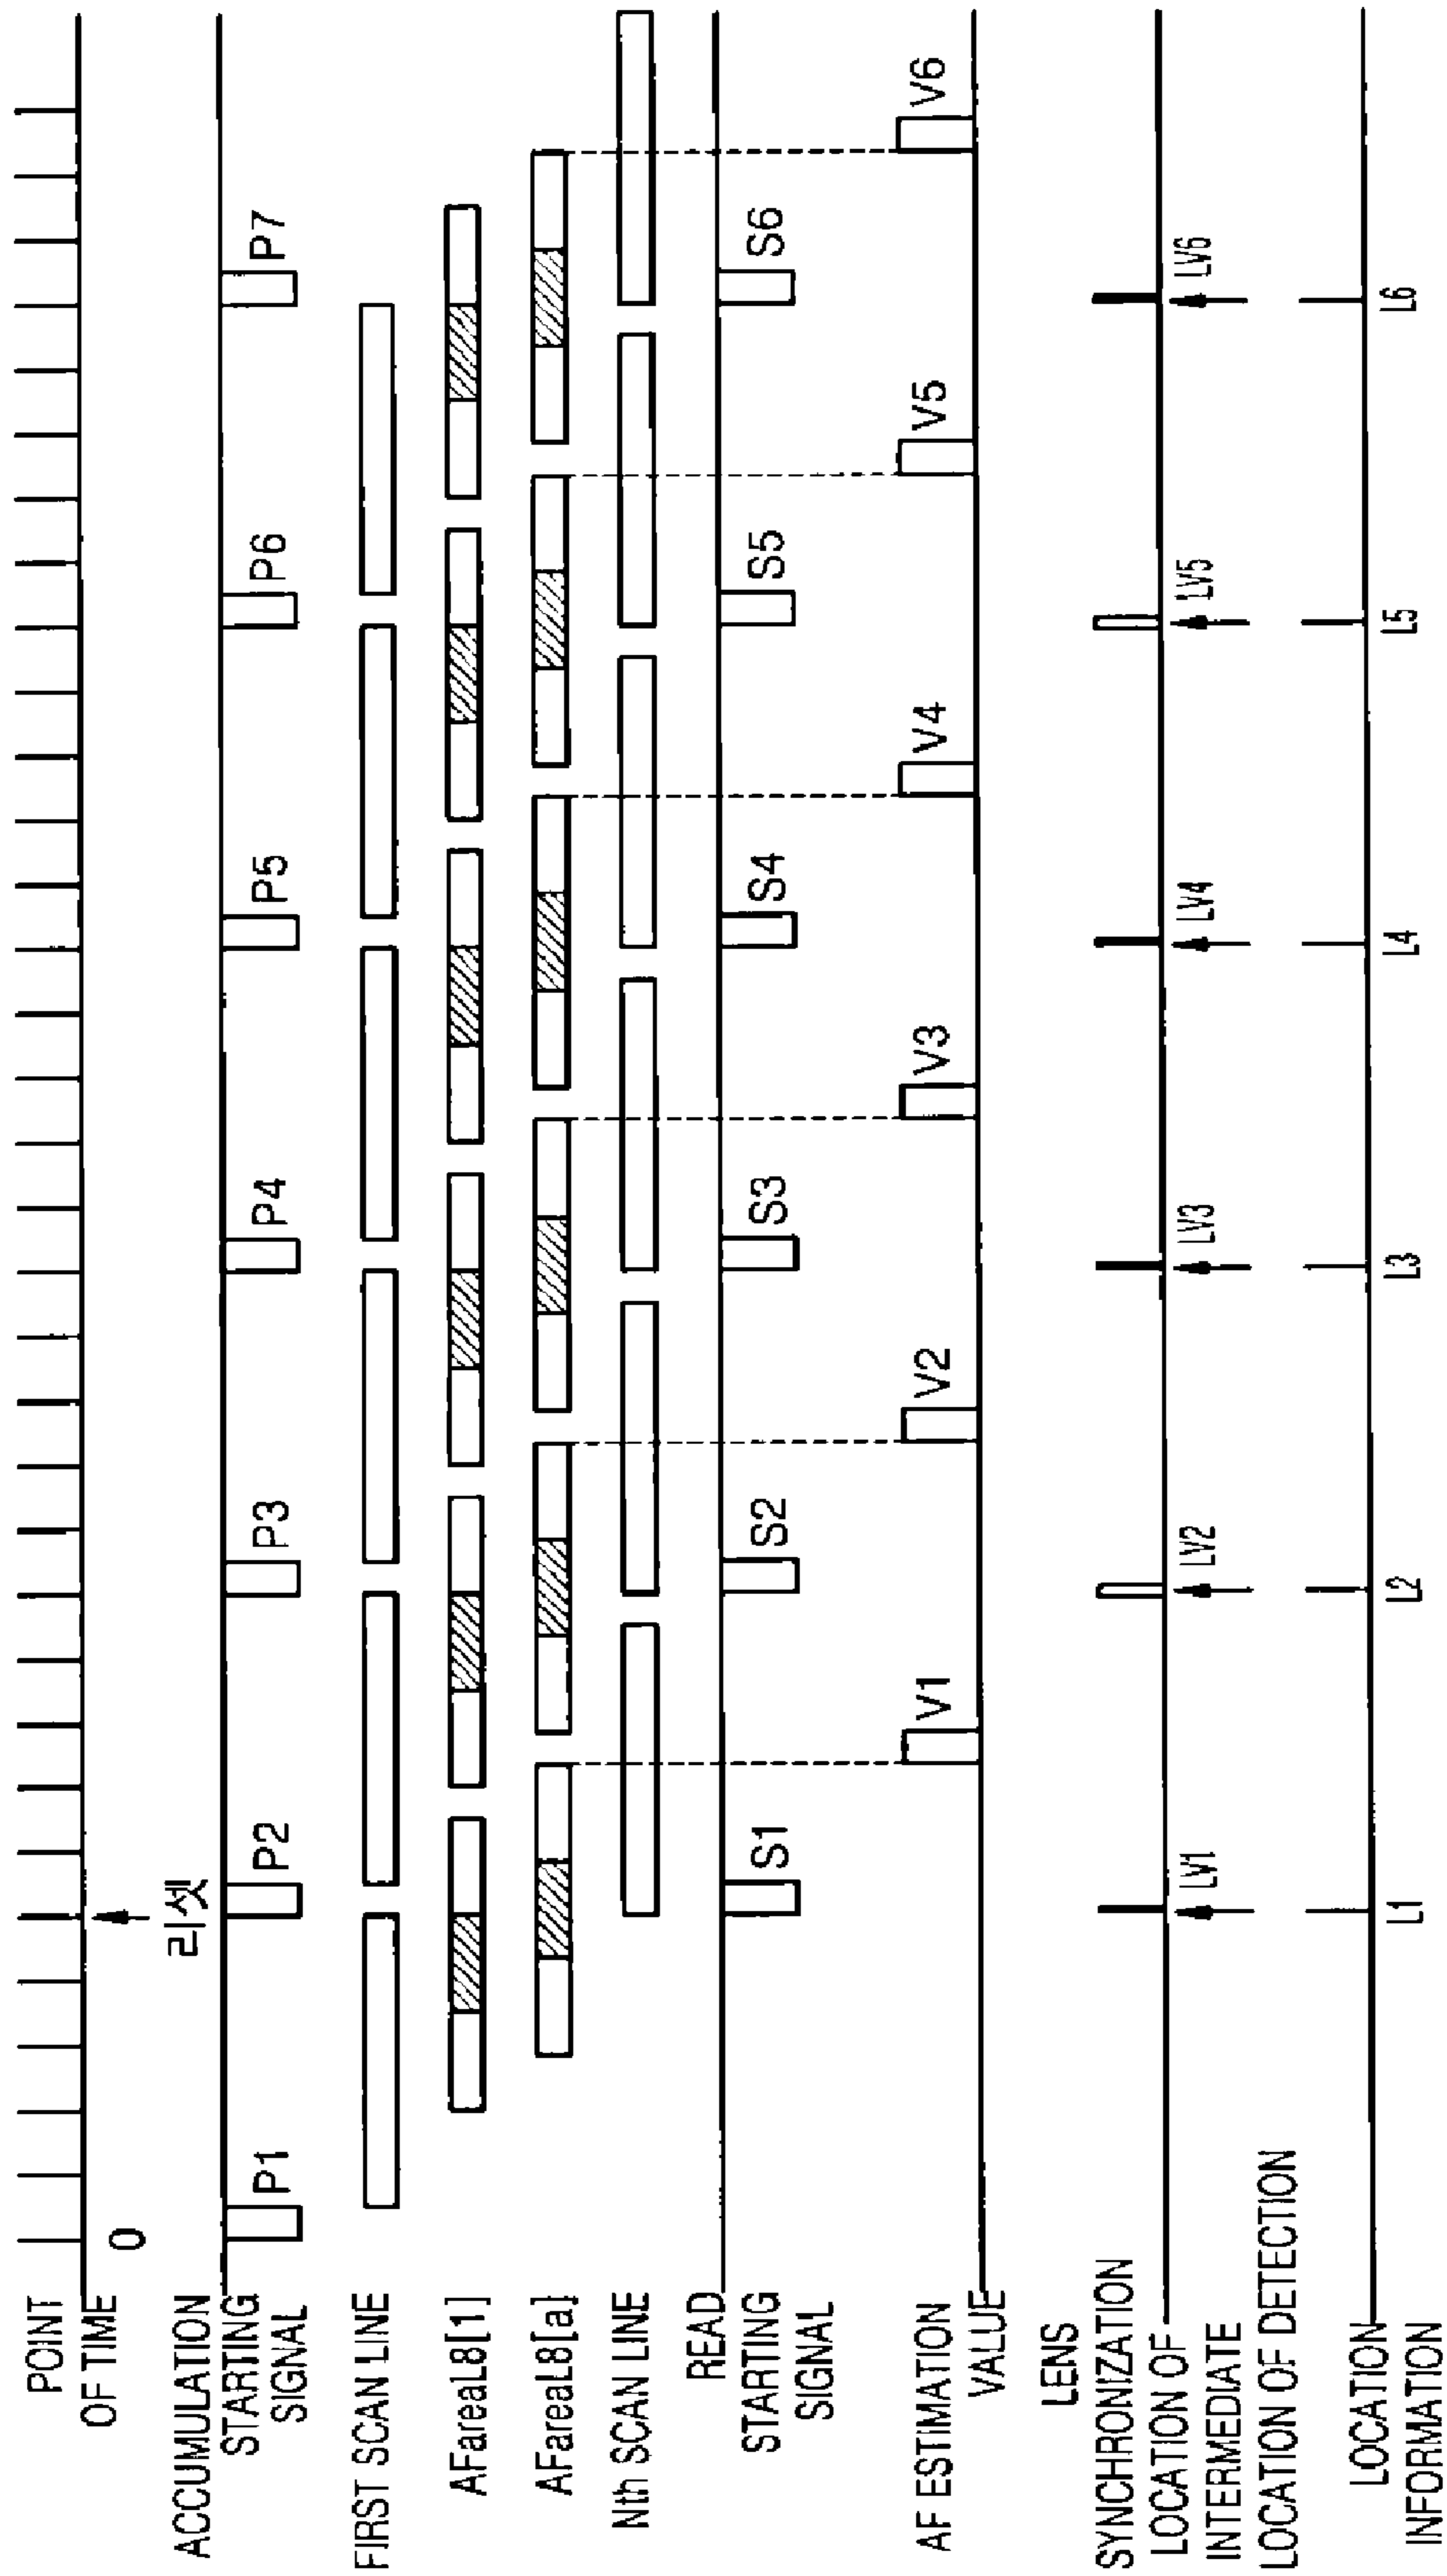 POINT
OF TIME
0
리셋
ACCUMULATION
STARTING
SIGNAL
P1 P2 P3 P4 P5 P6 P7
FIRST SCAN LINE
AFareaL8[1]
AFareaL8[a]
Nth SCAN LINE
READ
STARTING
SIGNAL
S1 S2 S3 S4 S5 S6
AF ESTIMATION
VALUE
V1 V2 V3 V4 V5 V6
LENS
SYNCHRONIZATION
LOCATION OF
INTERMEDIATE
LOCATION OF DETECTION
LV1 LV2 LV3 LV4 LV5 LV6
LOCATION
INFORMATION
L1 L2 L3 L4 L5 L6